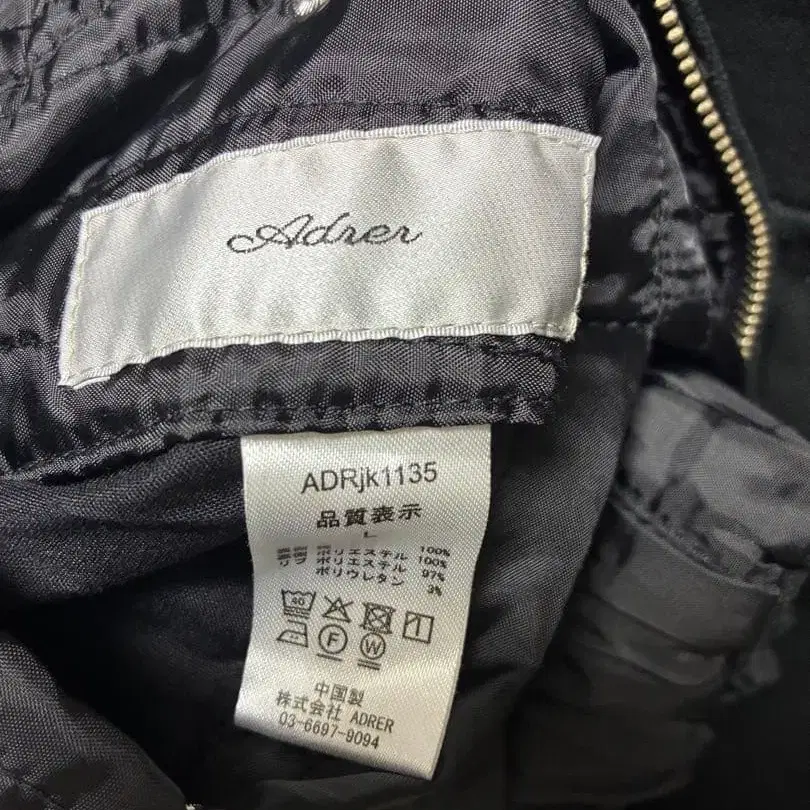 Adrer
ADRjk1135
品質表示
L
ポリエステル 100%
ポリエステル 100%
ポリエステル 97%
ポリウレタン 3%
40
F W
中国製
株式会社 ADRER
03-6697-9094